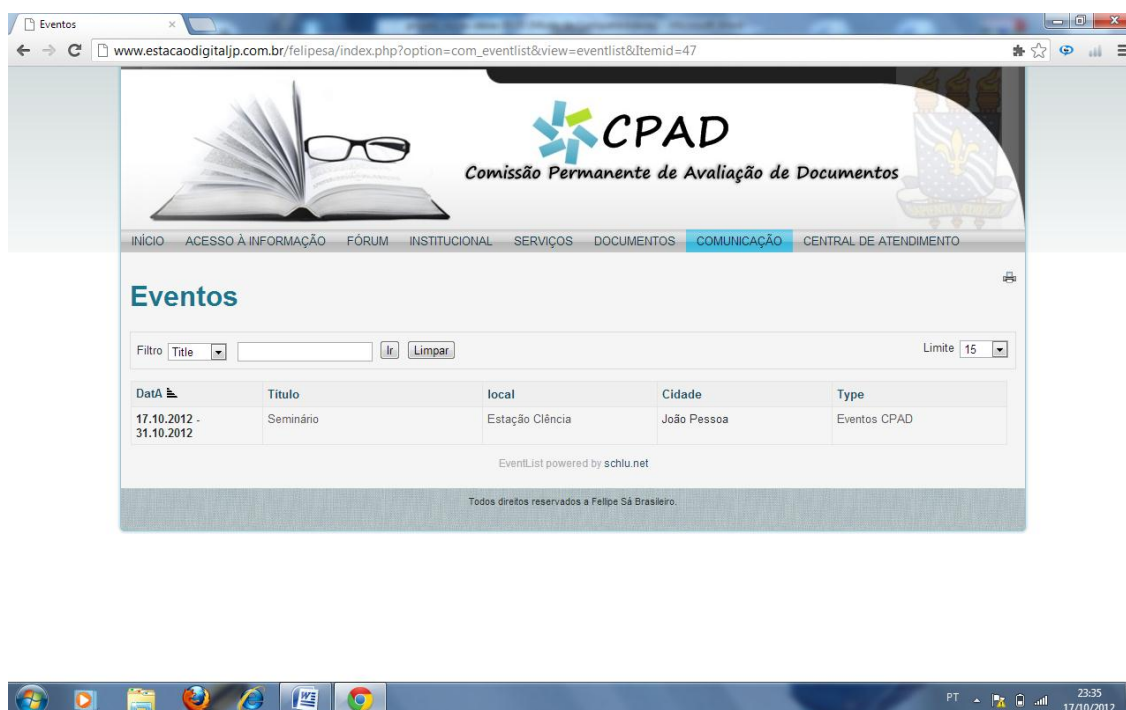 Eventos
www.estacaodigitaljp.com.br/felipesa/index.php?option=com_eventlist&view=eventlist&Itemid=47
CPAD
Comissão Permanente de Avaliação de Documentos
INÍCIO ACESSO À INFORMAÇÃO FÓRUM INSTITUCIONAL SERVIÇOS DOCUMENTOS COMUNICAÇÃO CENTRAL DE ATENDIMENTO
Eventos
Filtro Title Ir Limpar Limite 15
DatA Título local Cidade Type
17.10.2012 - Seminário Estação Ciência João Pessoa Eventos CPAD
31.10.2012
EventList powered by schlu.net
Todos direitos reservados a Fellipe Sá Brasileiro.
PT 23:35
17/10/2012